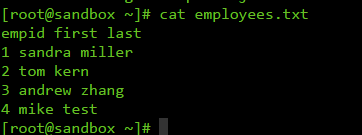 [root@sandbox ~]# cat employees.txt
empid first last
1 sandra miller
2 tom kern
3 andrew zhang
4 mike test
[root@sandbox ~]#